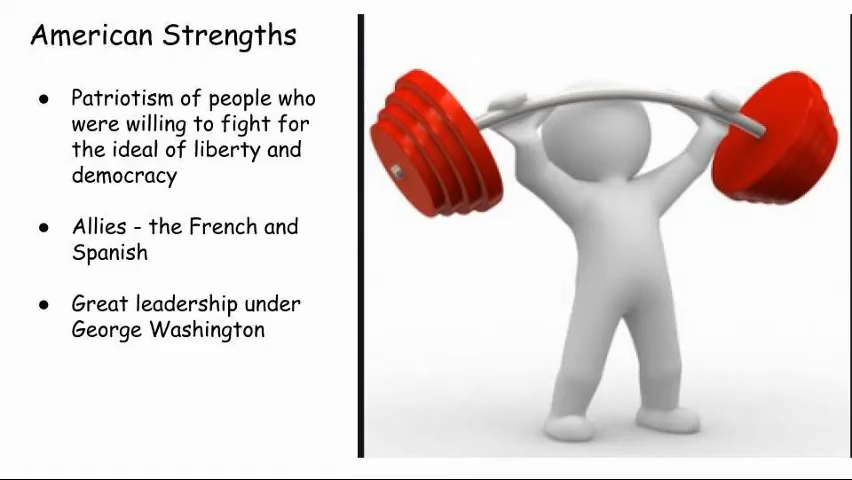 American Strengths
● Patriotism of people who
were willing to fight for
the ideal of liberty and
democracy
● Allies - the French and
Spanish
● Great leadership under
George Washington